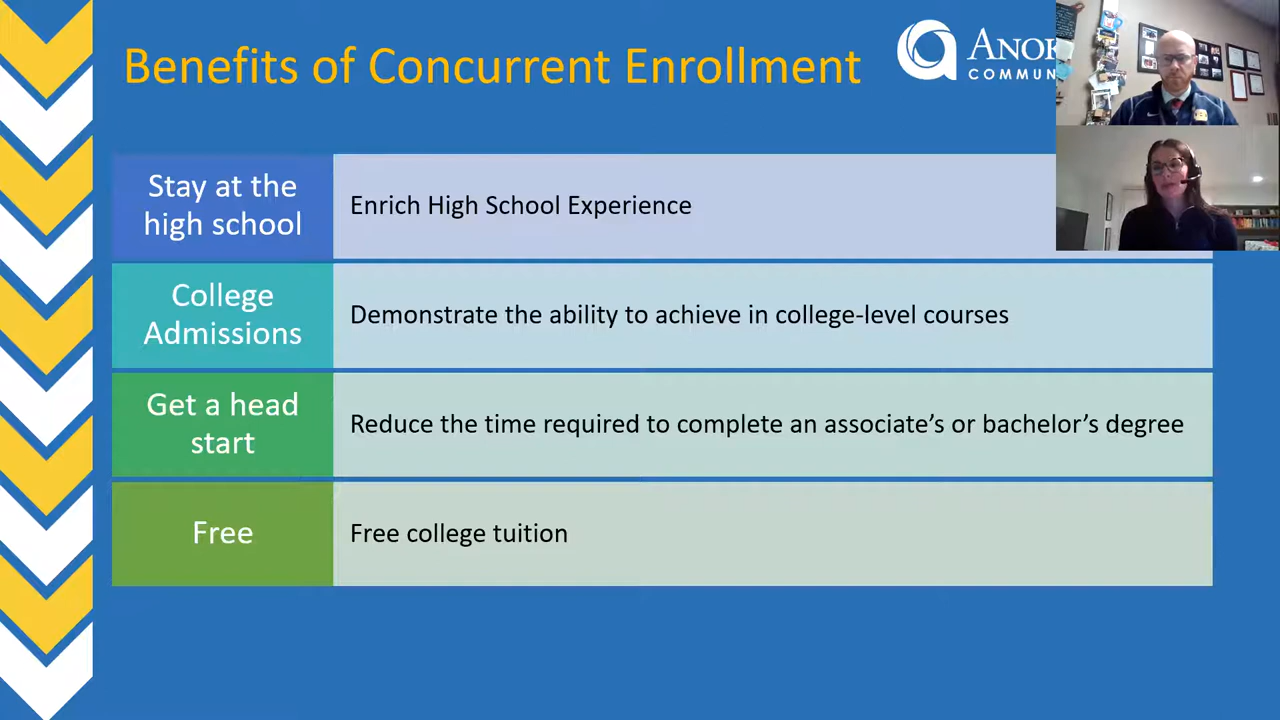 Benefits of Concurrent Enrollment
ANOK
COMMUN
Stay at the
high school
Enrich High School Experience
College
Admissions
Demonstrate the ability to achieve in college-level courses
Get a head
start
Reduce the time required to complete an associate’s or bachelor’s degree
Free
Free college tuition